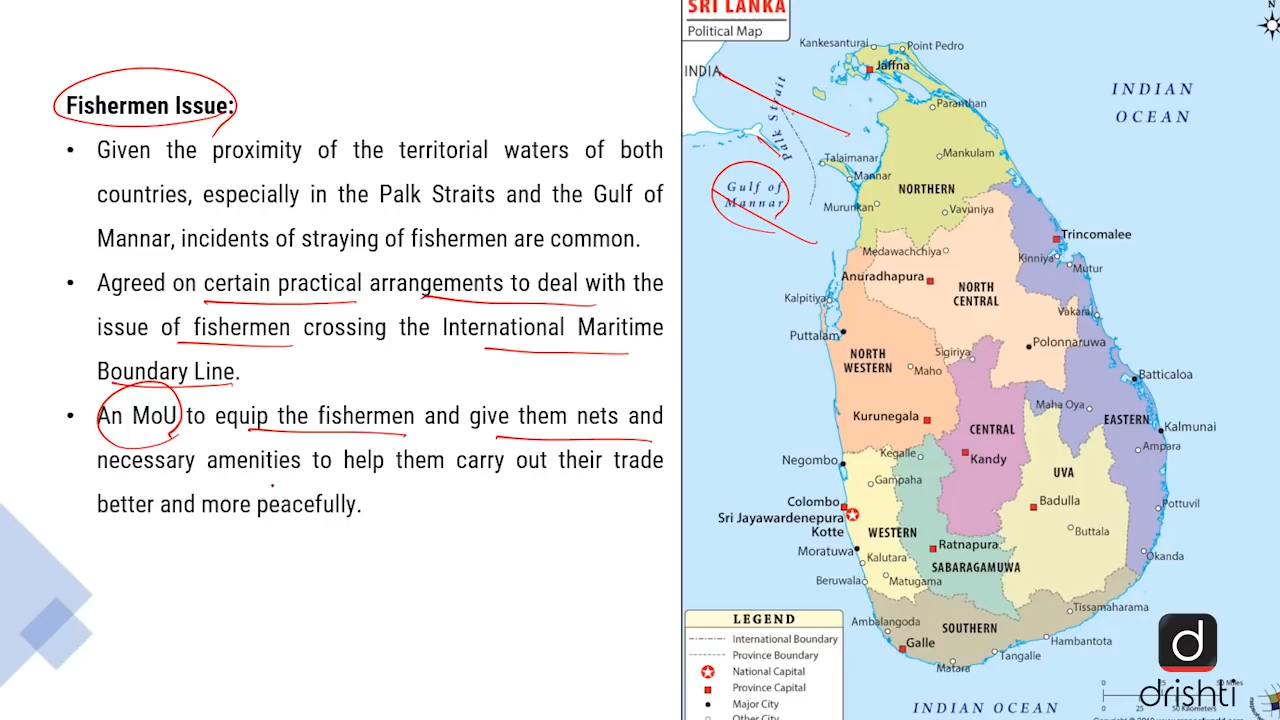 Fishermen Issue:
• Given the proximity of the territorial waters of both
countries, especially in the Palk Straits and the Gulf of
Mannar, incidents of straying of fishermen are common.
• Agreed on certain practical arrangements to deal with the
issue of fishermen crossing the International Maritime
Boundary Line.
• An MoU to equip the fishermen and give them nets and
necessary amenities to help them carry out their trade
better and more peacefully.
SRI LANKA
Political Map
N
INDIA
Kankesanturai
Point Pedro
Jaffna
Palk Strait
INDIAN
OCEAN
Paranthan
Talaimanar
Mankulam
Mannar
Gulf of
Mannar
NORTHERN
Murunkan
Vavuniya
Trincomalee
Medawachchiya
Kinniya
Mutur
Anuradhapura
NORTH
CENTRAL
Kalpitiya
Vakarai
Puttalam
Polonnaruwa
NORTH
WESTERN
Sigiriya
Maho
Batticaloa
Maha Oya
Kurunegala
EASTERN
Kalmunai
CENTRAL
Ampara
Kegalle
Kandy
Negombo
UVA
Gampaha
Colombo
Badulla
Pottuvil
Sri Jayawardenepura
Kotte
WESTERN
Buttala
Moratuwa
Ratnapura
Kalutara
Okanda
SABARAGAMUWA
Beruwala
Matugama
Tissamaharama
LEGEND
Ambalangoda
SOUTHERN
International Boundary
Hambantota
Galle
Province Boundary
Tangalle
Matara
National Capital
Province Capital
Major City
Other City
INDIAN OCEAN
d
drishti
0
50 Miles
0
50 Kilometers